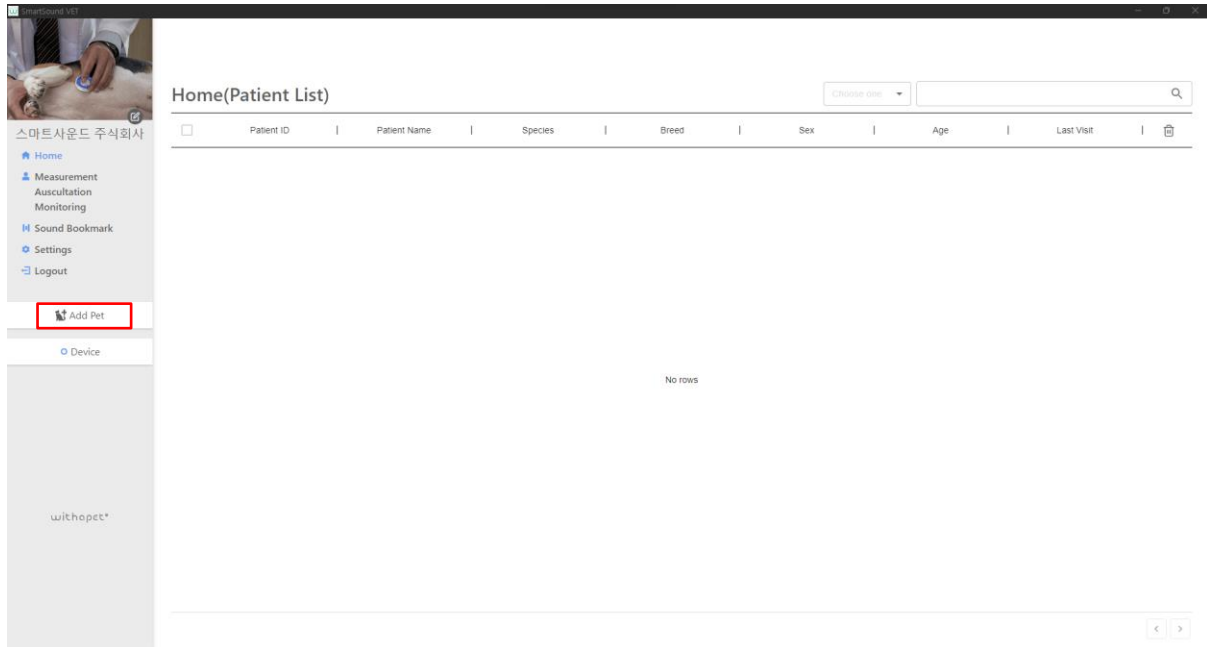 SmartSound VET
스마트사운드 주식회사
Home
Measurement
Auscultation
Monitoring
Sound Bookmark
Settings
Logout
Add Pet
Device
withapet+
Home(Patient List)
Choose one
Patient ID | Patient Name | Species | Breed | Sex | Age | Last Visit |
No rows